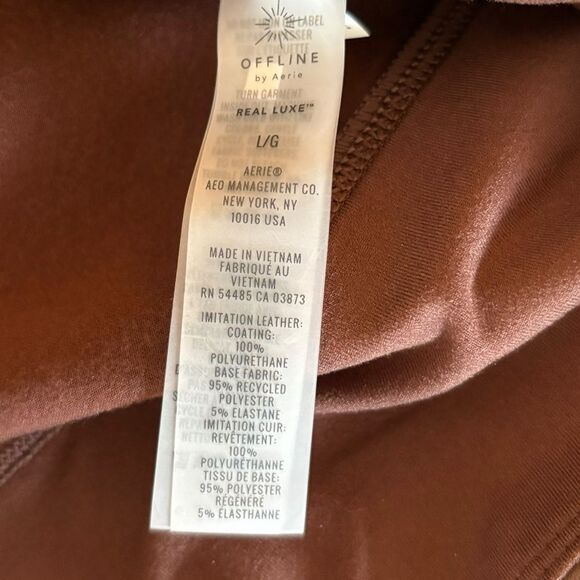 OFFLINE
by Aerie
TURN GARMENT
REAL LUXE™
L/G
AERIE®
AEO MANAGEMENT CO.
NEW YORK, NY
10016 USA
MADE IN VIETNAM
FABRIQUÉ AU
VIETNAM
RN 54485 CA 03873
IMITATION LEATHER:
COATING:
100%
POLYURETHANE
BASE FABRIC:
95% RECYCLED
POLYESTER
5% ELASTANE
IMITATION CUIR:
REVÊTEMENT:
100%
POLYURÉTHANNE
TISSU DE BASE:
95% POLYESTER
RÉGÉNÉRÉ
5% ÉLASTHANNE